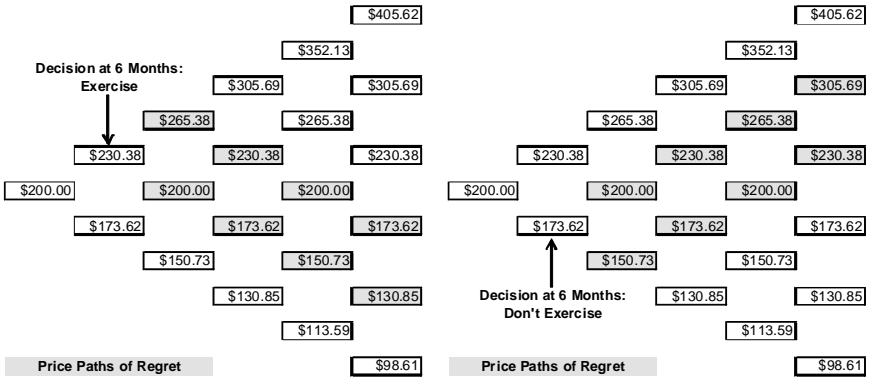 $405.62 $405.62
$352.13 $352.13
Decision at 6 Months:
Exercise
$305.69 $305.69 $305.69 $305.69
$265.38 $265.38 $265.38 $265.38
$230.38 $230.38 $230.38 $230.38 $230.38 $230.38
$200.00 $200.00 $200.00 $200.00 $200.00 $200.00
$173.62 $173.62 $173.62 $173.62 $173.62 $173.62
$150.73 $150.73 $150.73 $150.73
$130.85 $130.85 $130.85 $130.85
Decision at 6 Months:
Don't Exercise
$113.59 $113.59
Price Paths of Regret $98.61 Price Paths of Regret $98.61